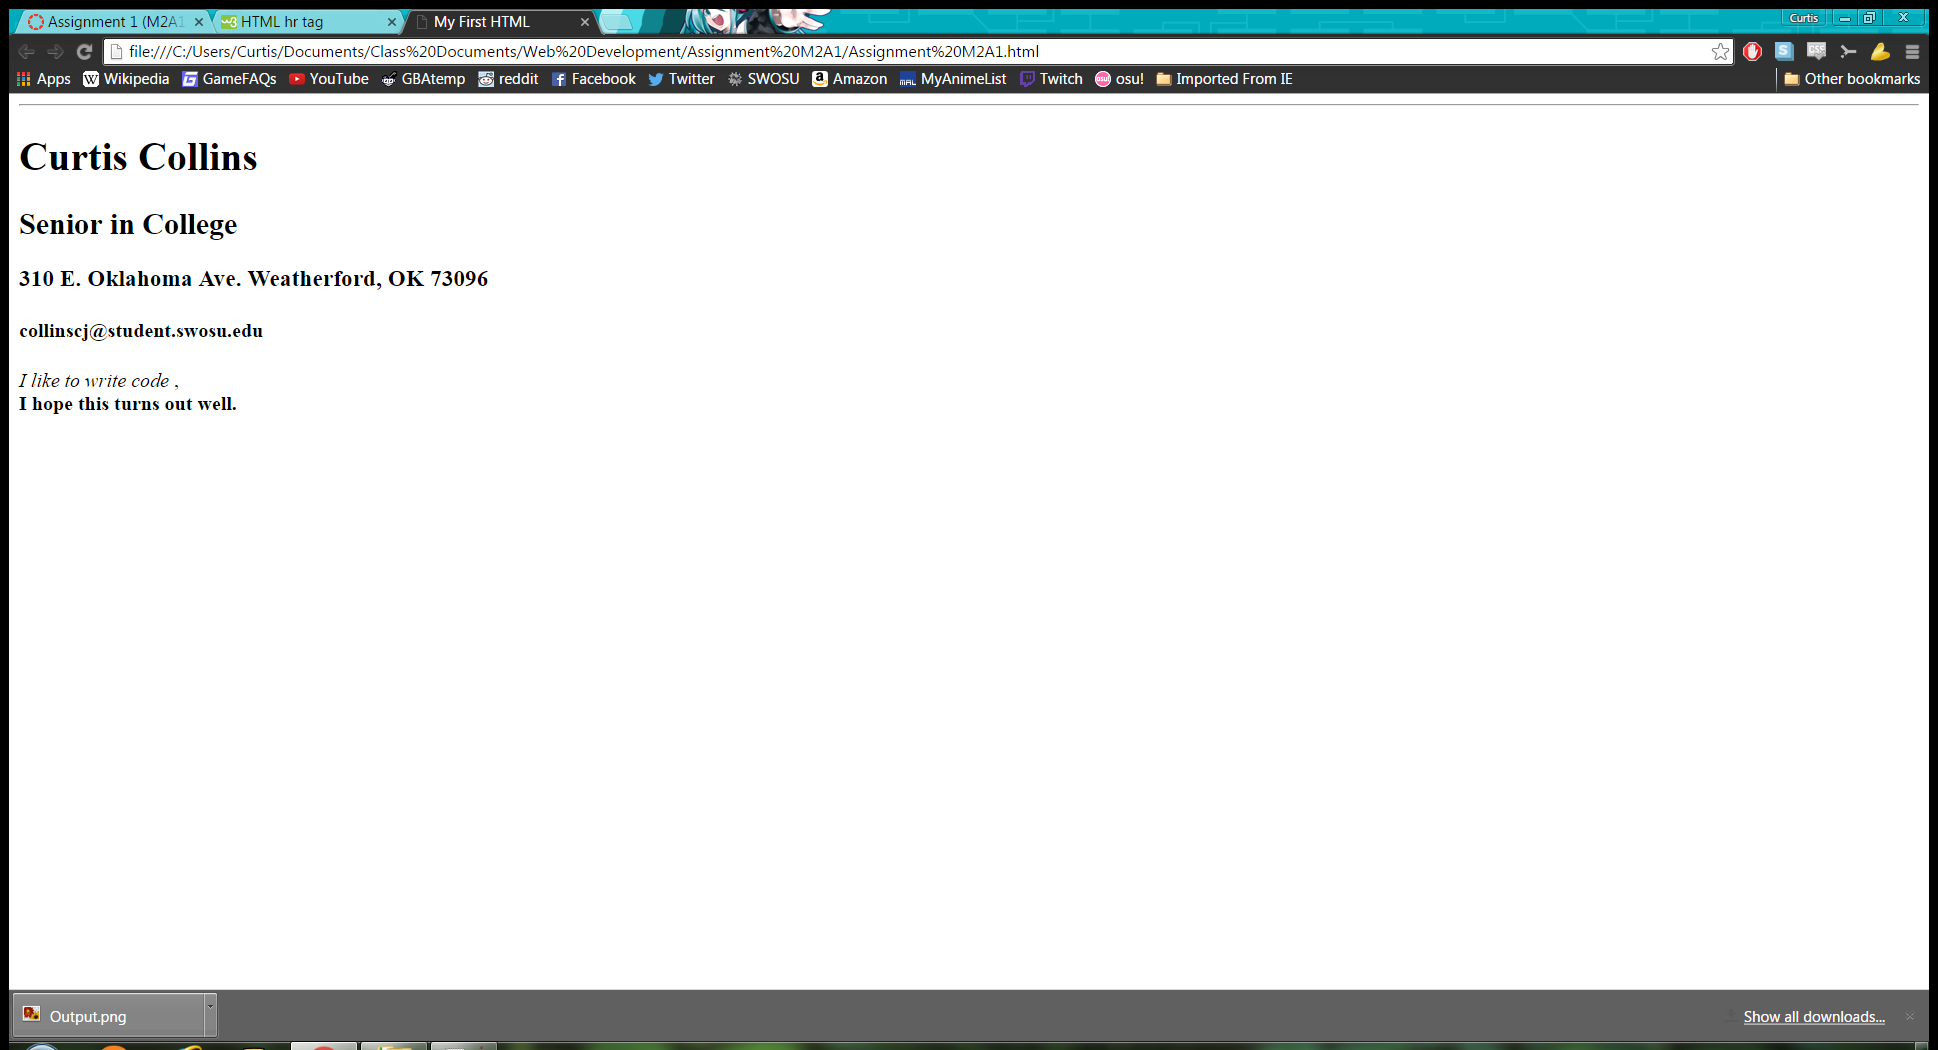 Assignment 1 (M2A1
HTML hr tag
My First HTML
Curtis
file:///C:/Users/Curtis/Documents/Class%20Documents/Web%20Development/Assignment%20M2A1/Assignment%20M2A1.html
Apps Wikipedia GameFAQs YouTube GBAtemp reddit Facebook Twitter SWOSU Amazon MyAnimeList Twitch osu! Imported From IE Other bookmarks
Curtis Collins
Senior in College
310 E. Oklahoma Ave. Weatherford, OK 73096
collinscj@student.swosu.edu
I like to write code ,
I hope this turns out well.
Output.png
Show all downloads...